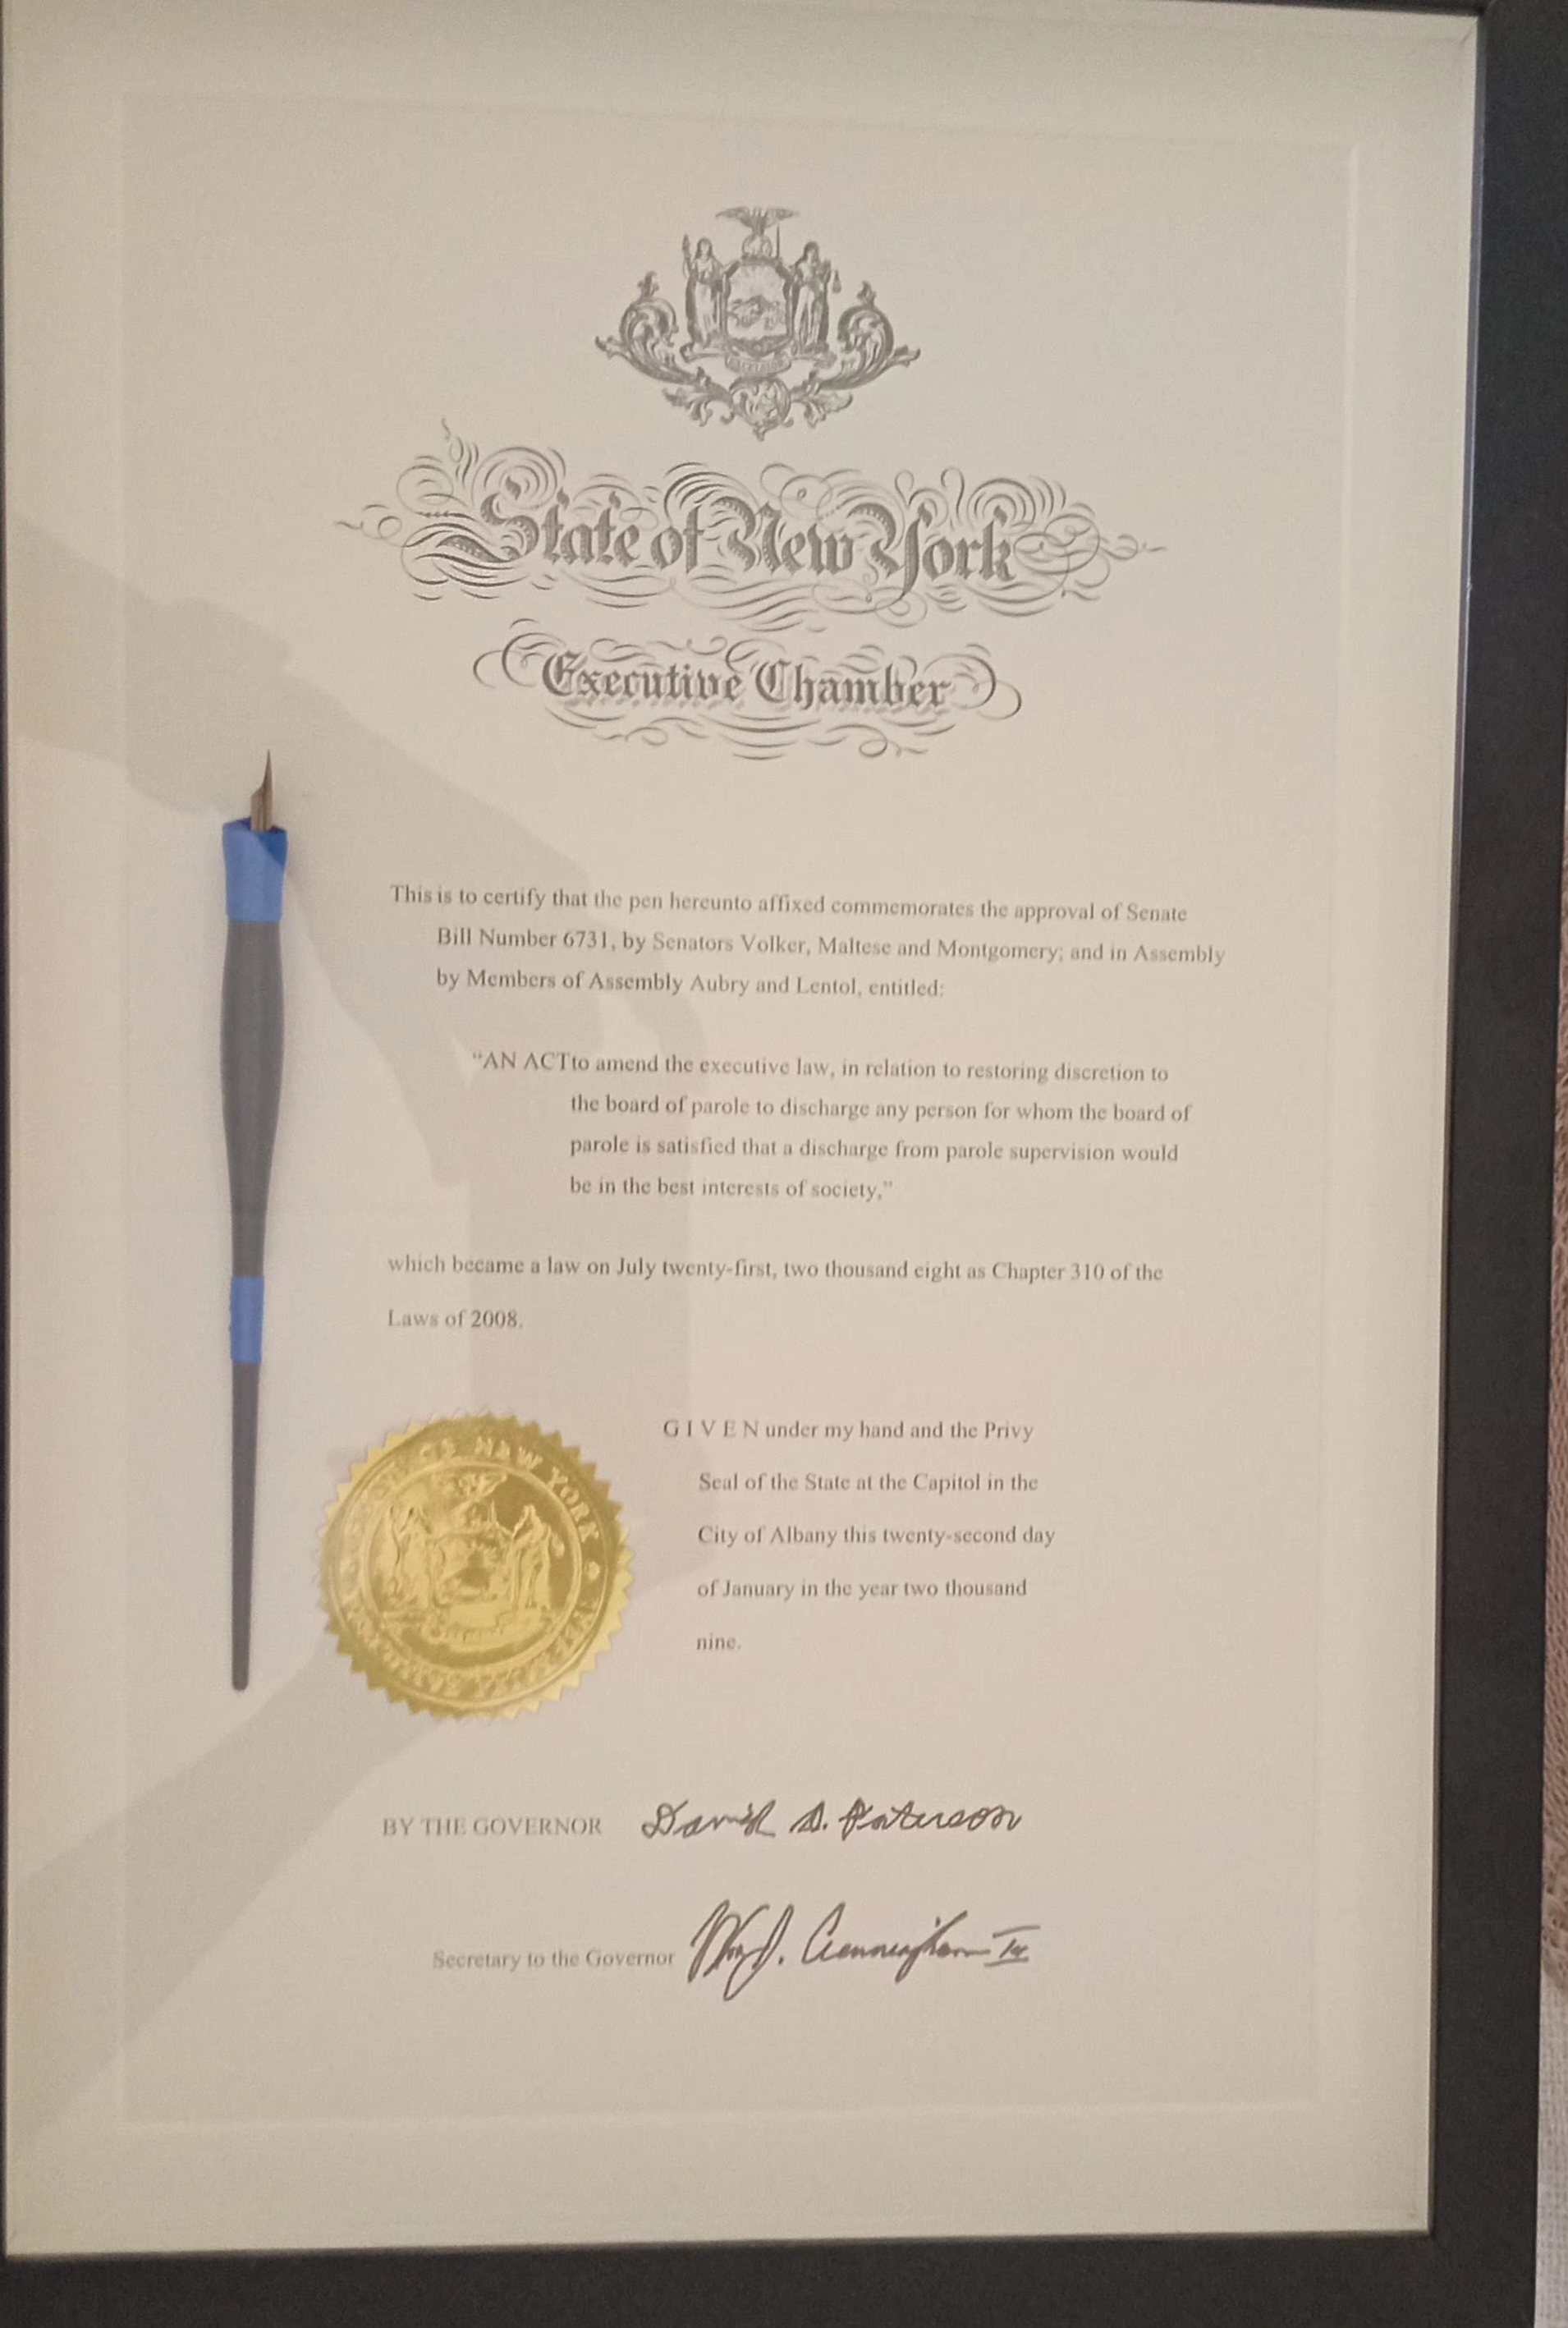 EXCELSIOR
State of New York
Executive Chamber
This is to certify that the pen hereunto affixed commemorates the approval of Senate
Bill Number 6731, by Senators Volker, Maltese and Montgomery; and in Assembly
by Members of Assembly Aubry and Lentol, entitled:
“AN ACT to amend the executive law, in relation to restoring discretion to
the board of parole to discharge any person for whom the board of
parole is satisfied that a discharge from parole supervision would
be in the best interests of society,”
which became a law on July twenty-first, two thousand eight as Chapter 310 of the
Laws of 2008.
OF NEW YORK
G I V E N under my hand and the Privy
Seal of the State at the Capitol in the
City of Albany this twenty-second day
of January in the year two thousand
nine.
BY THE GOVERNOR David A. Paterson
Secretary to the Governor